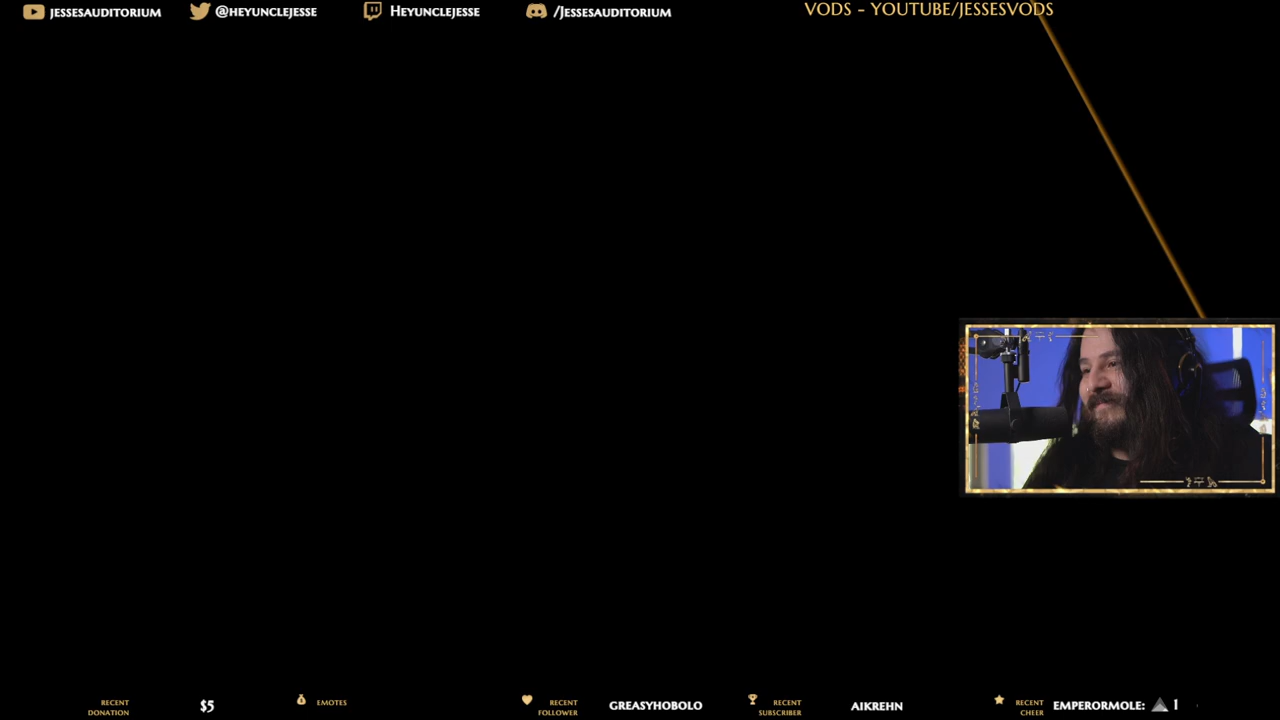 JESSESAUDITORIUM
@HEYUNCLEJESSE
HEYUNCLEJESSE
/JESSESAUDITORIUM
VODS - YOUTUBE/JESSESVODS
RECENT
DONATION
$5
EMOTES
RECENT
FOLLOWER
GREASYHOBOLO
RECENT
SUBSCRIBER
AIKREHN
RECENT
CHEER
EMPERORMOLE: 1